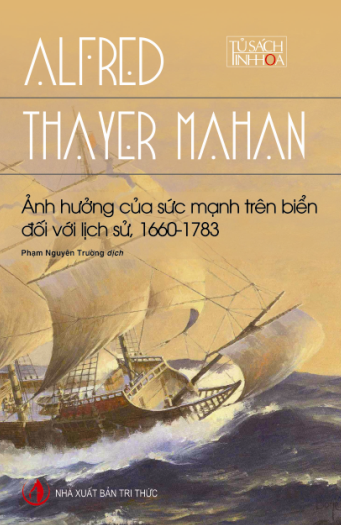 ALFRED
TỦ SÁCH
TINH HOA
THAYER MAHAN
Ảnh hưởng của sức mạnh trên biển
đối với lịch sử, 1660-1783
Phạm Nguyên Trường dịch
NHÀ XUẤT BẢN TRI THỨC